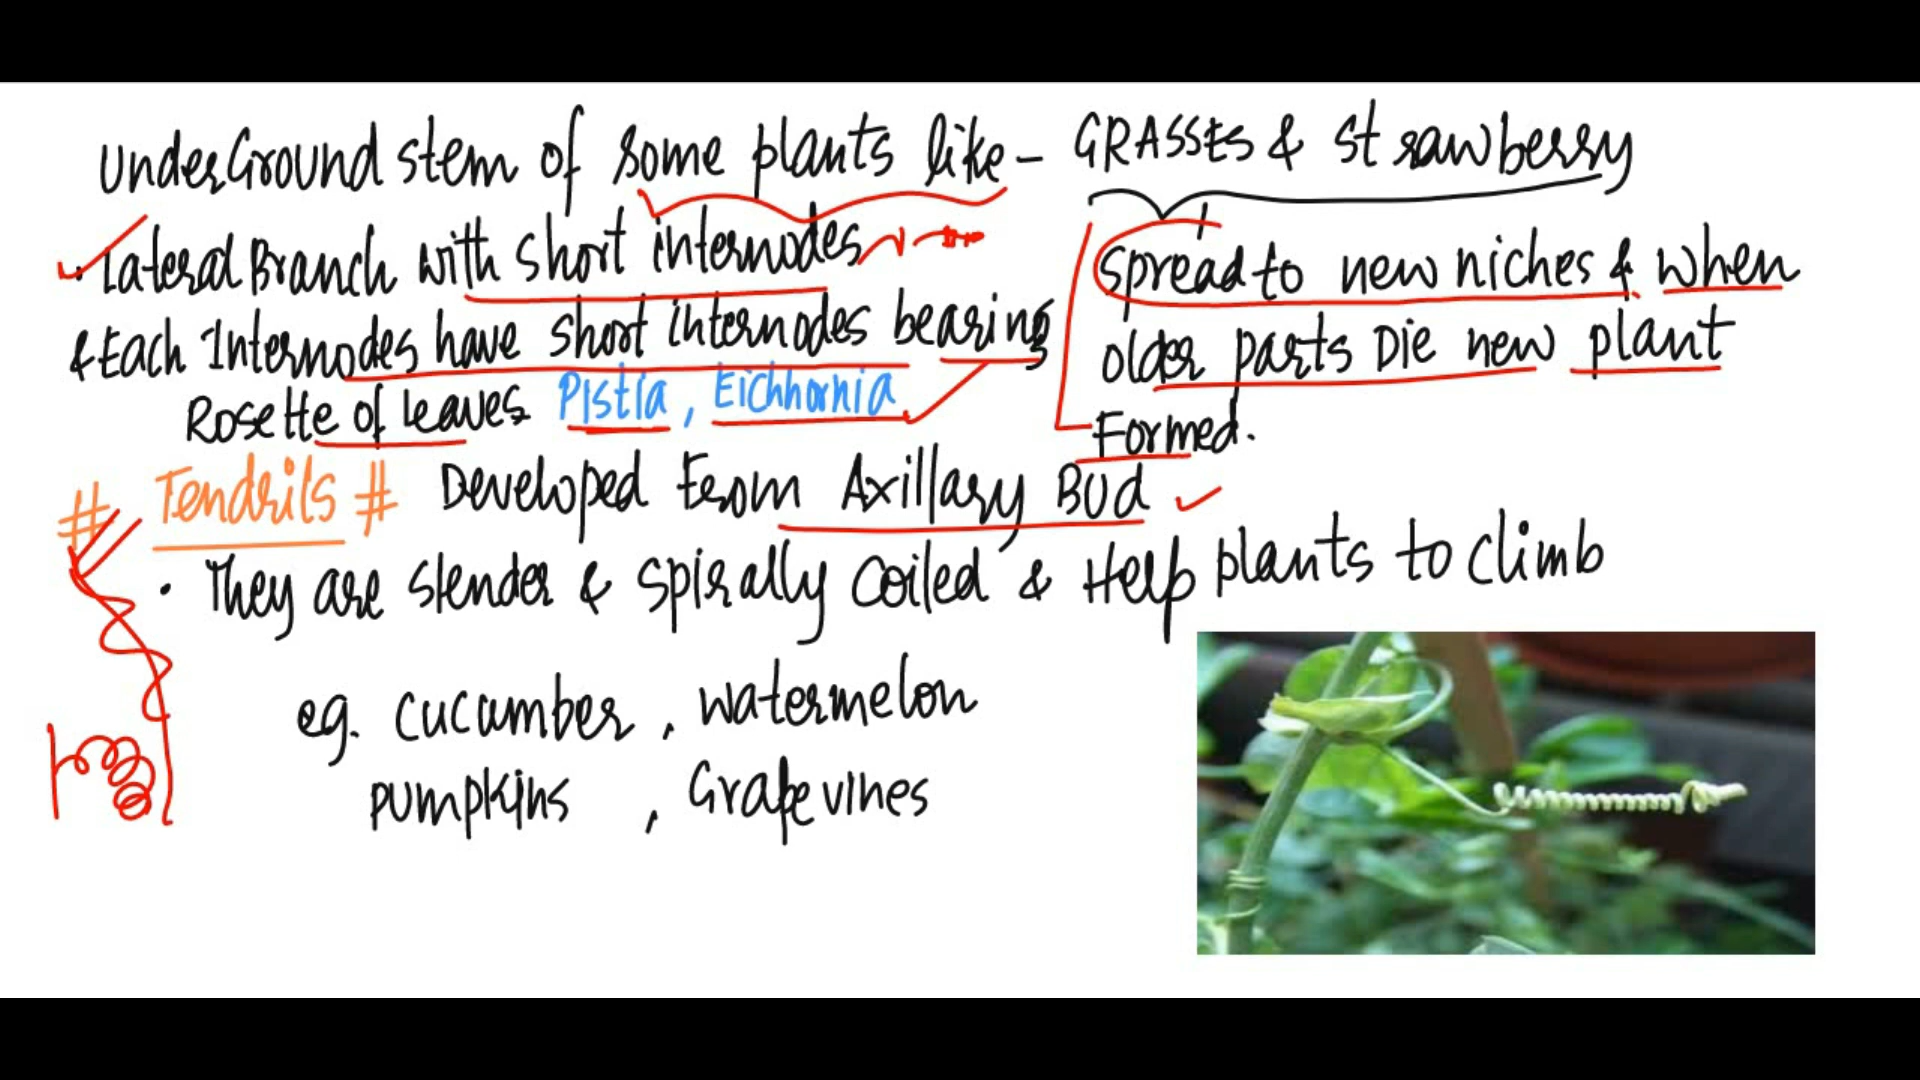 UnderGround stem of some plants like - GRASSES & strawberry
spread to new niches & when
older parts Die new plant
Formed.
• Lateral Branch with short internodes
& Each Internodes have short internodes bearing
Rosette of leaves Pistia, Eichhornia
# Tendrils # Developed From Axillary BUd
• They are slender & spirally coiled & Help plants to climb
eg. cucumber, watermelon
pumpkins, Grapevines